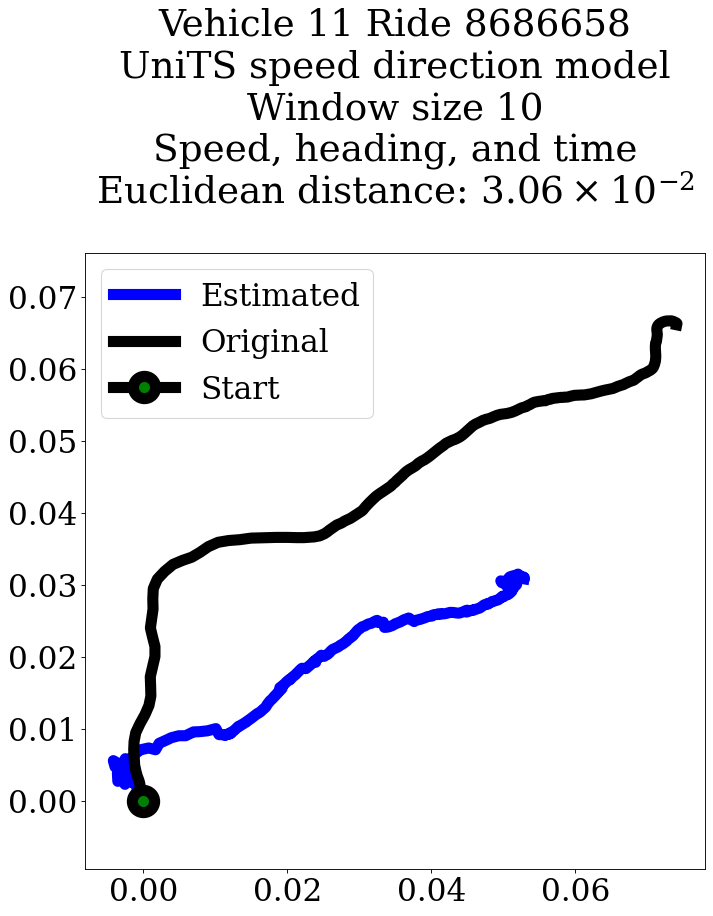 Vehicle 11 Ride 8686658
UniTS speed direction model
Window size 10
Speed, heading, and time
Euclidean distance: 3.06 × 10⁻²
Estimated
Original
Start
0.07
0.06
0.05
0.04
0.03
0.02
0.01
0.00
0.00 0.02 0.04 0.06